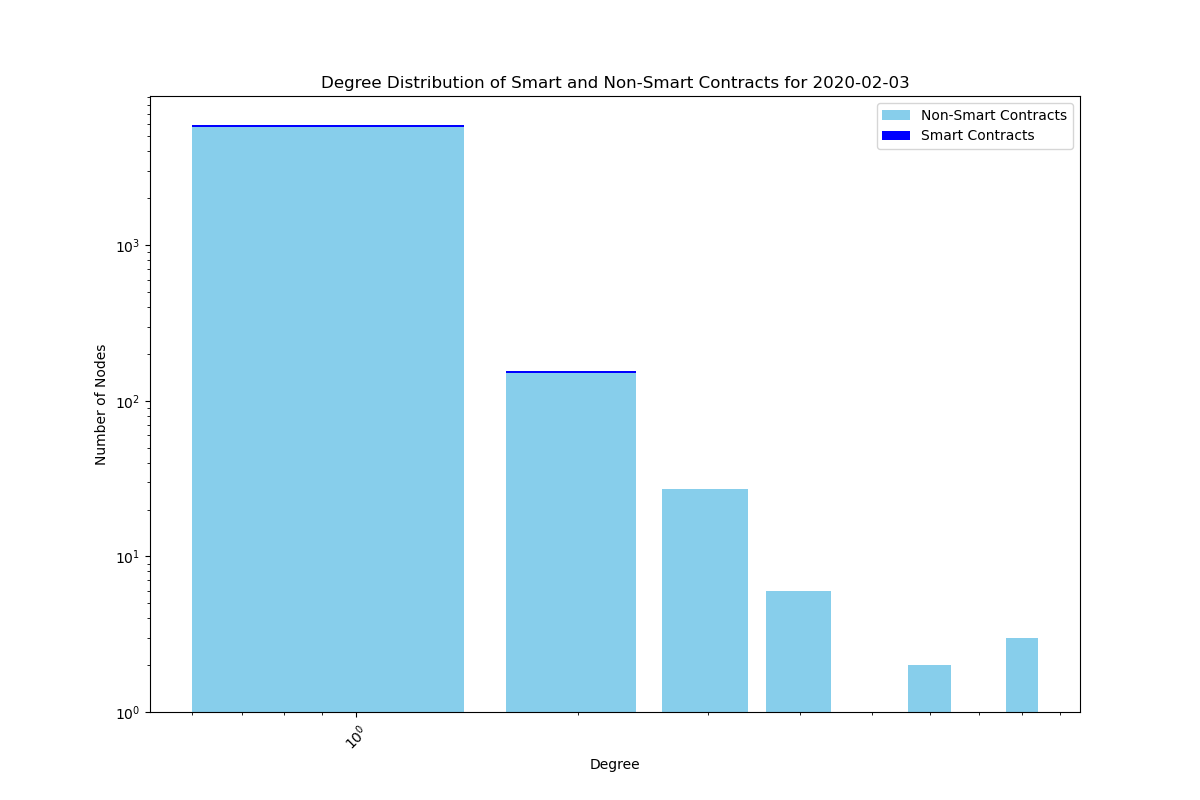 Degree Distribution of Smart and Non-Smart Contracts for 2020-02-03
Non-Smart Contracts
Smart Contracts
Number of Nodes
10³
10²
10¹
10⁰
10⁰
Degree